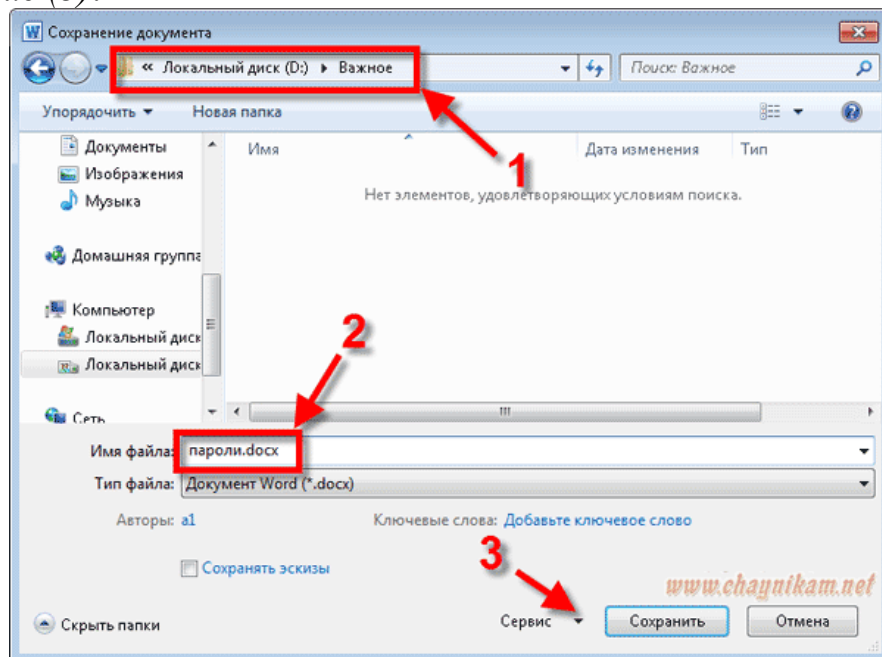 Сохранение документа
« Локальный диск (D:) Важное
Поиск: Важное
Упорядочить Новая папка
Документы
Изображения
Музыка
Домашняя группа
Компьютер
Локальный диск
Локальный диск
Сеть
Имя Дата изменения Тип
Нет элементов, удовлетворяющих условиям поиска.
1
2
Имя файла: пароли.docx
Тип файла: Документ Word (*.docx)
Авторы: a1 Ключевые слова: Добавьте ключевое слово
Сохранять эскизы
3
www.chaynikam.net
Скрыть папки Сервис Сохранить Отмена